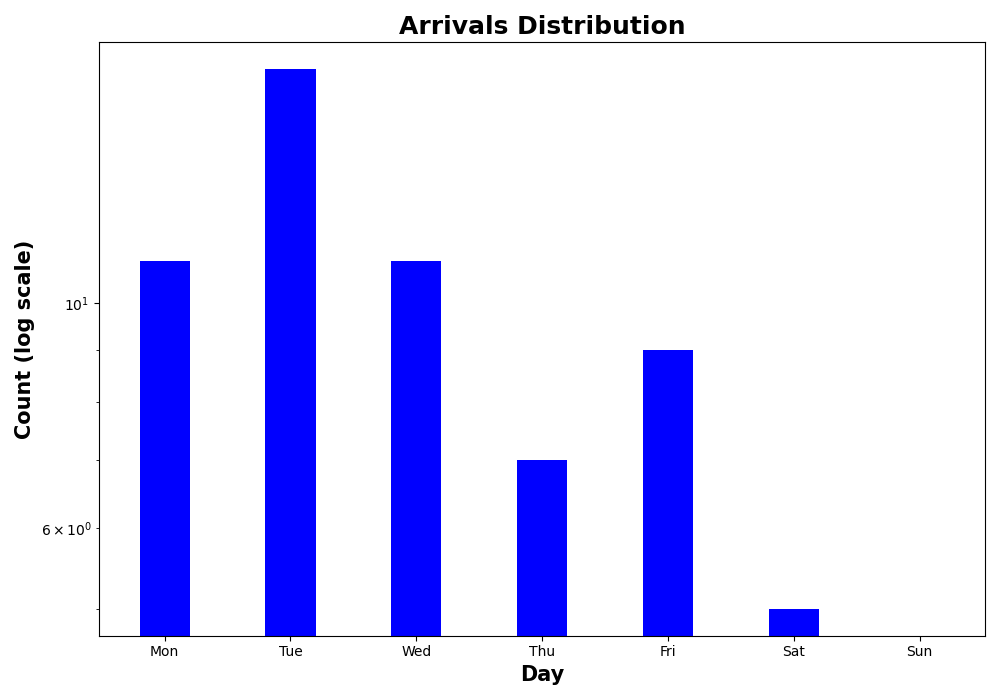 Arrivals Distribution
Count (log scale)
10¹
6 × 10⁰
Mon Tue Wed Thu Fri Sat Sun
Day